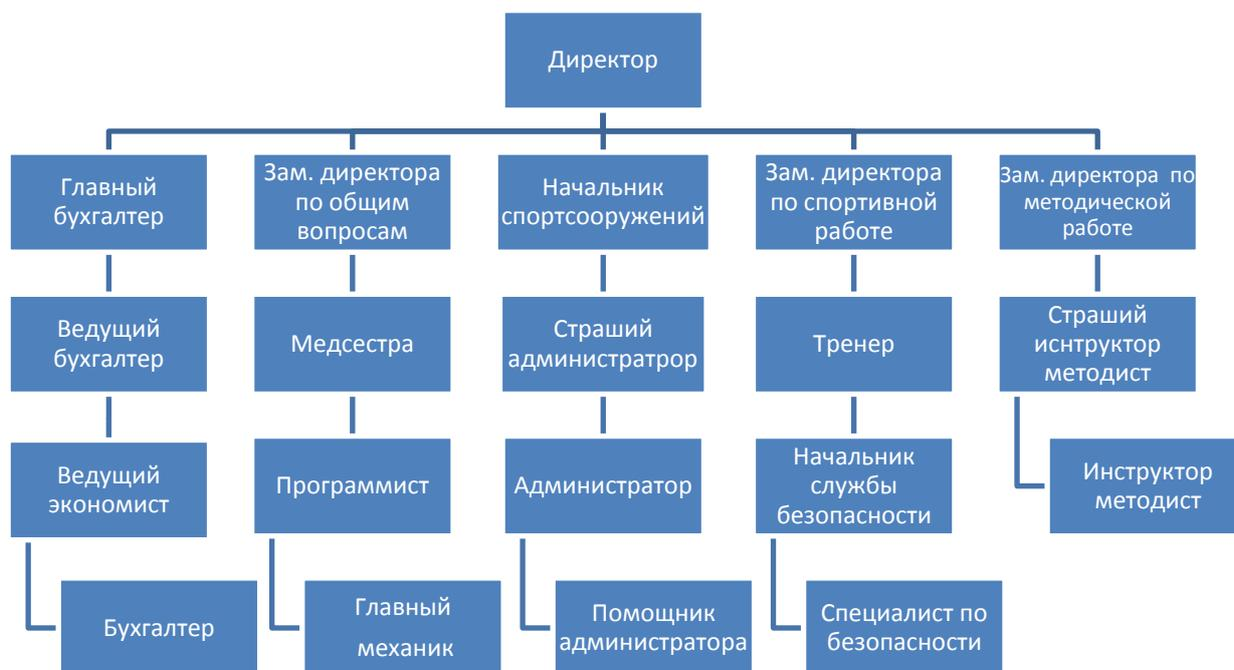 Директор
Главный
бухгалтер
Зам. директора
по общим
вопросам
Начальник
спортсооружений
Зам. директора
по спортивной
работе
Зам. директора по
методической
работе
Ведущий
бухгалтер
Медсестра
Страший
администратрор
Тренер
Страший
иснтруктор
методист
Ведущий
экономист
Программист
Администратор
Начальник
службы
безопасности
Инструктор
методист
Бухгалтер
Главный
механик
Помощник
администратора
Специалист по
безопасности